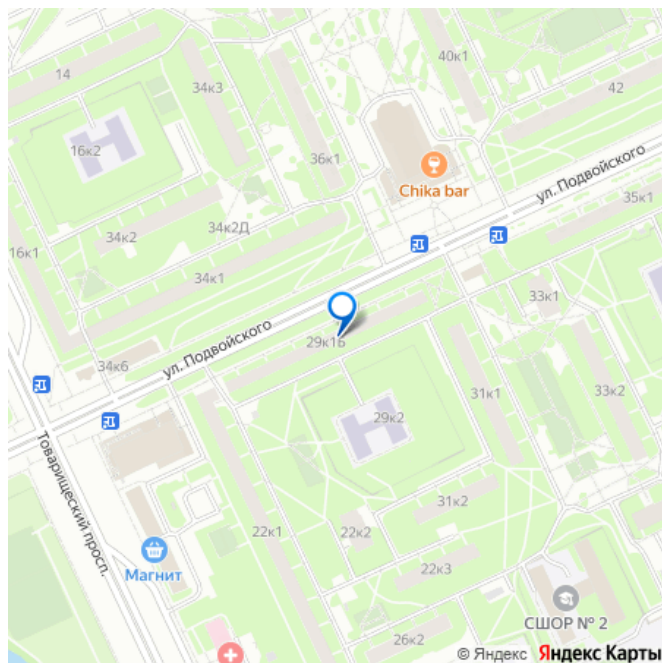 14
34к3
40к1
42
16к2
36к1
Chika bar
ул. Подвойского
35к1
34к2Д
34к2
16к1
34к1
33к1
ул. Подвойского
29к1Б
34к6
31к1
33к2
29к2
Товарищеский просп.
31к2
22к1
22к2
Магнит
22к3
СШОР № 2
26к2
© Яндекс Яндекс Карты